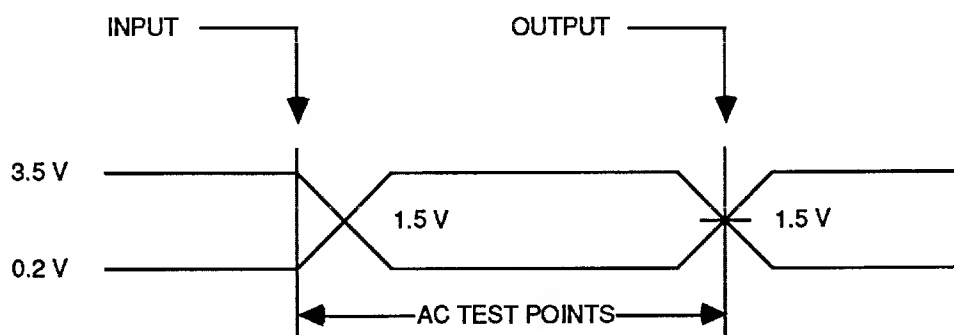 INPUT
OUTPUT
3.5 V
1.5 V
1.5 V
0.2 V
AC TEST POINTS